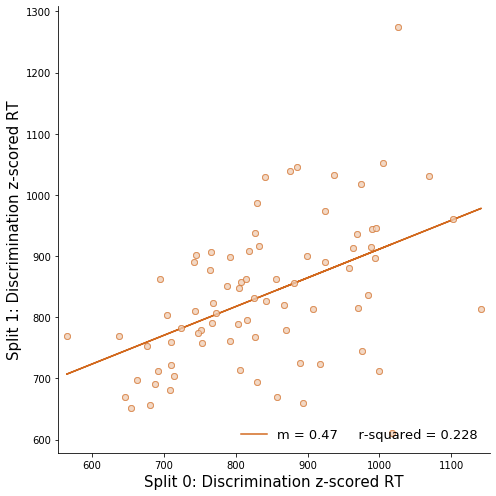 1300
1200
1100
1000
900
800
700
600
600 700 800 900 1000 1100
Split 1: Discrimination z-scored RT
Split 0: Discrimination z-scored RT
m = 0.47 r-squared = 0.228